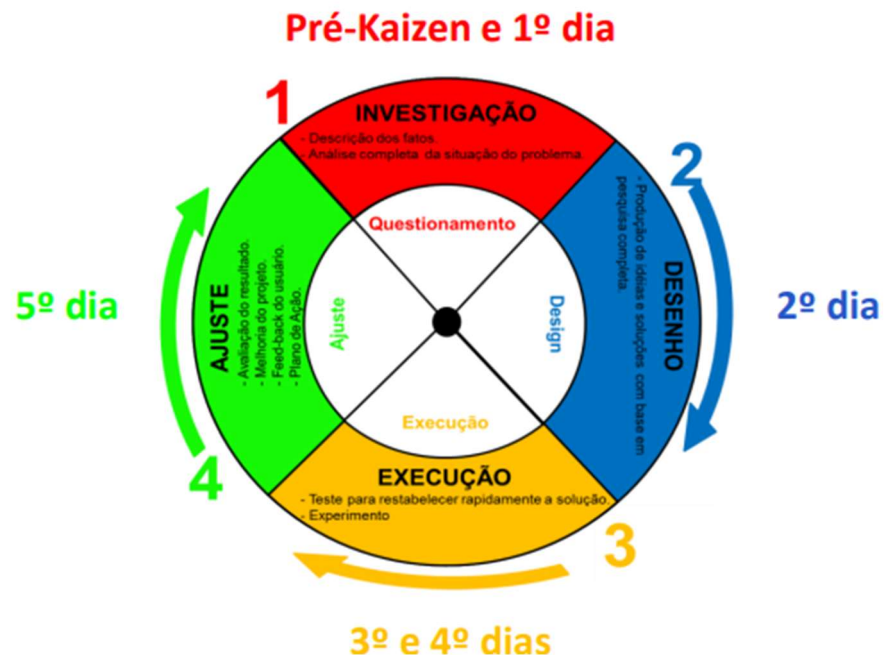 Pré-Kaizen e 1º dia
1
INVESTIGAÇÃO
- Descrição dos fatos.
- Analise completa da situação do problema.
Questionamento
2
DESENHO
- Produção de idéias e soluções com base em
pesquisa completa.
Design
2º dia
3
EXECUÇÃO
- Teste para restabelecer rapidamente a solução.
- Experimento
Execução
3º e 4º dias
4
AJUSTE
- Avaliação do resultado.
- Melhoria do projeto.
- Feed-back do usuário.
- Plano de Ação.
Ajuste
5º dia